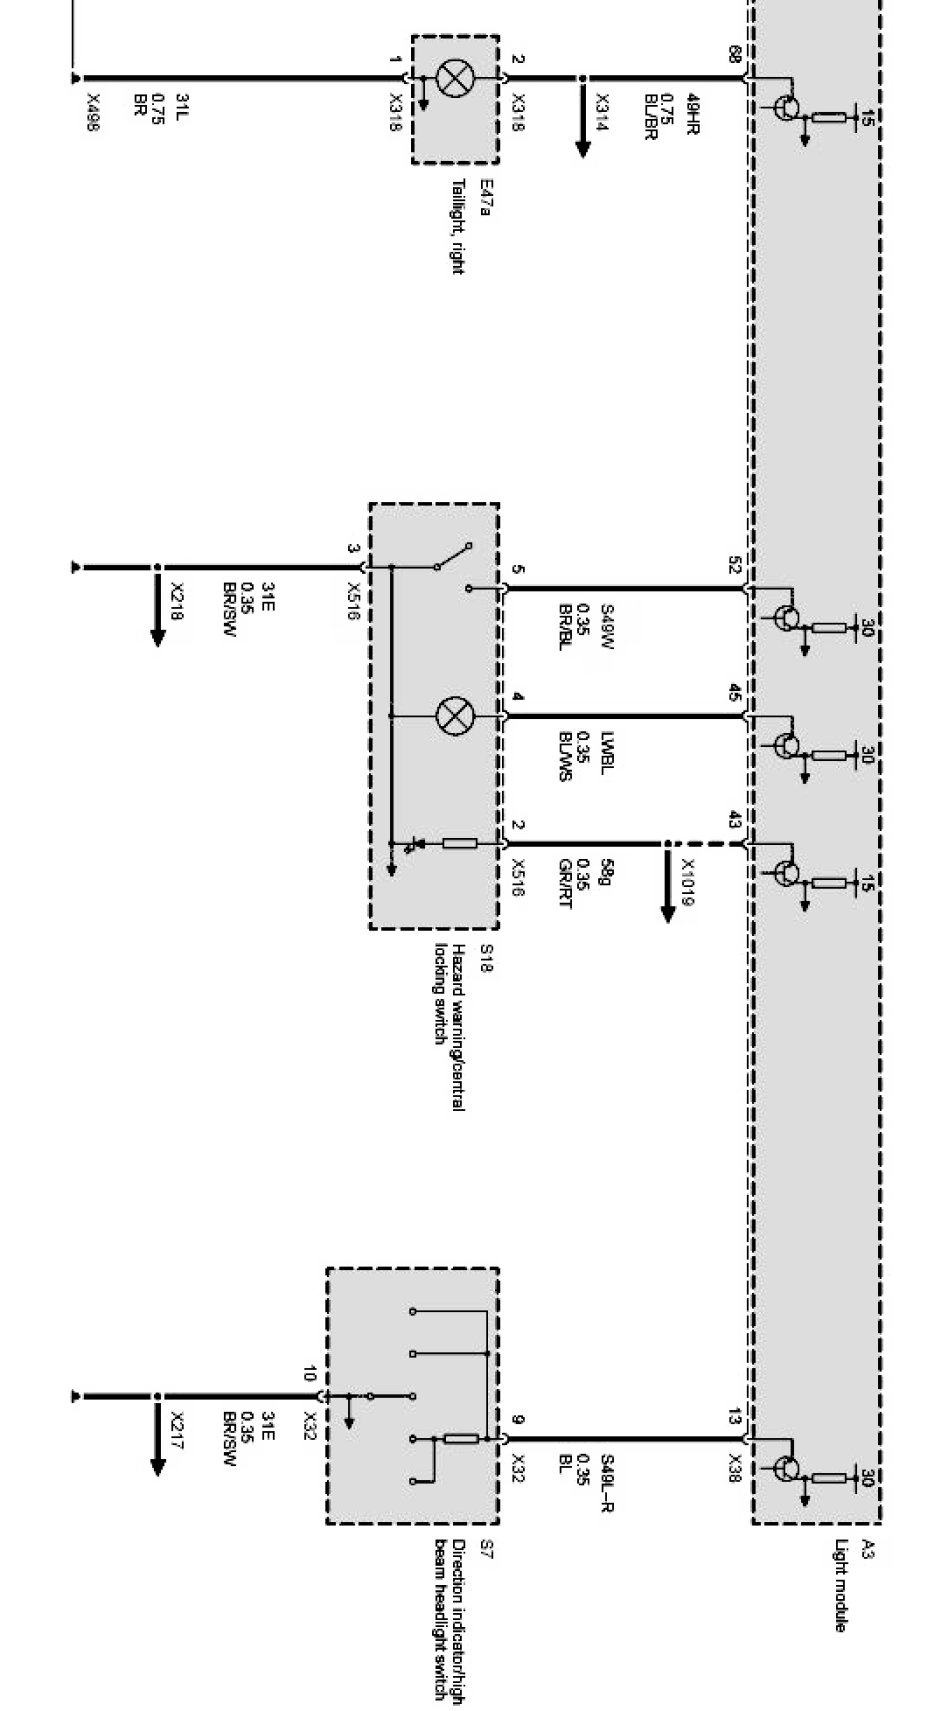 68
15
49HR
0.75
BL/BR
X314
2
X318
1
X318
31L
0.75
BR
X498
E47a
Taillight, right
52
30
S49W
0.35
BR/BL
5
3
X516
31E
0.35
BR/SW
X218
45
30
LWBL
0.35
BL/WS
4
43
15
X1019
58g
0.35
GR/RT
2
X516
S18
Hazard warning/central
locking switch
13
X38
30
S49L-R
0.35
BL
9
X32
10
X32
31E
0.35
BR/SW
X217
A3
Light module
S7
Direction indicator/high
beam headlight switch